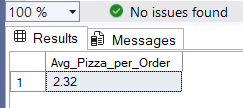 100 %
No issues found
Results
Messages
Avg_Pizza_per_Order
1
2.32